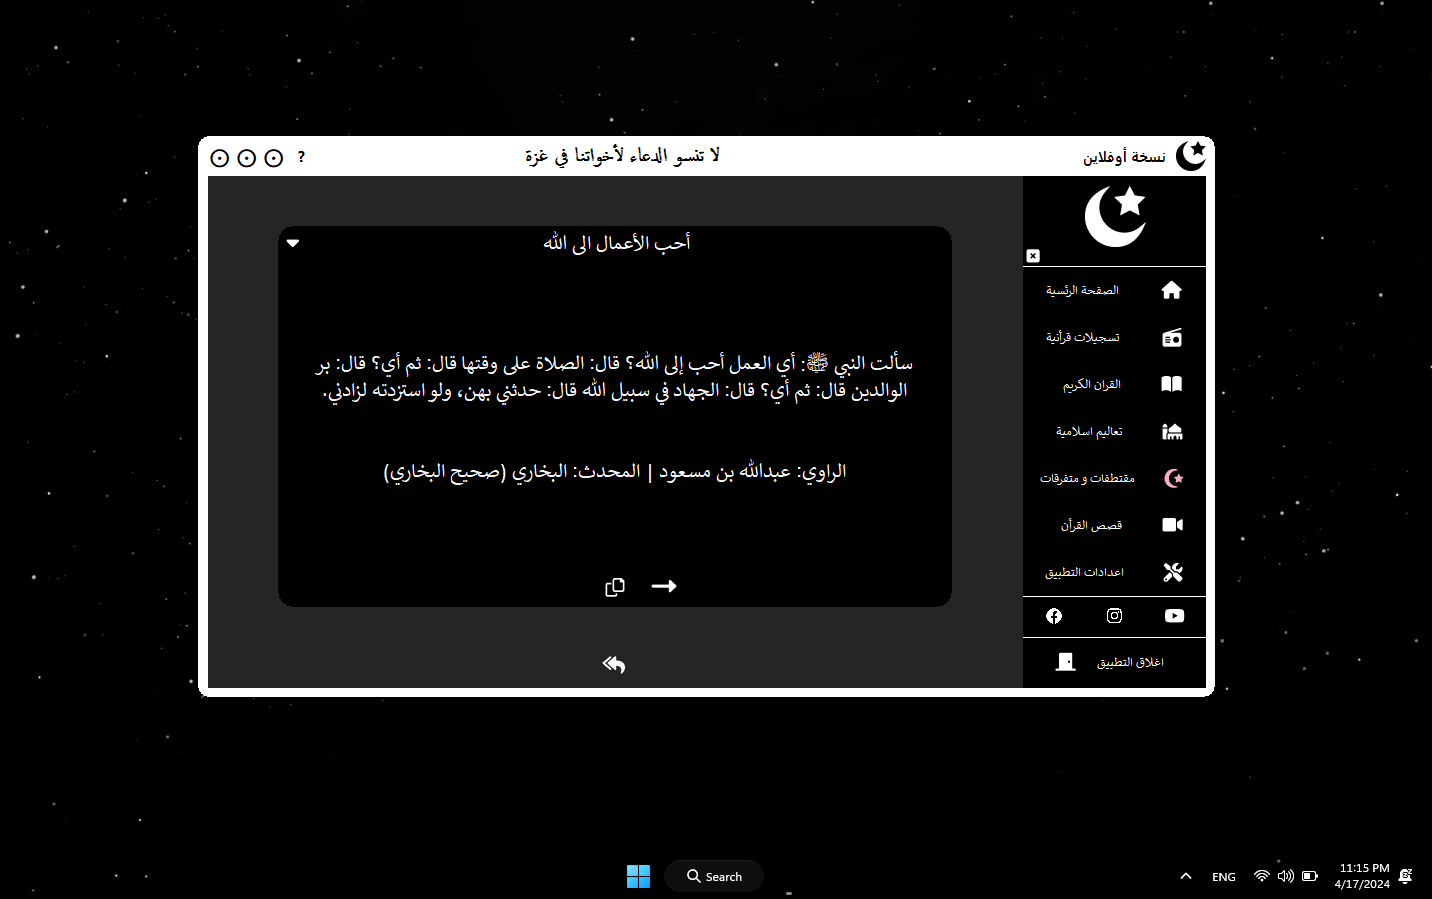 نسخة أوفلاين
لا تنسو الدعاء لأخواتنا في غزة
?
أحب الأعمال الى الله
سألت النبي ﷺ: أي العمل أحب إلى الله؟ قال: الصلاة على وقتها قال: ثم أي؟ قال: بر
الوالدين قال: ثم أي؟ قال: الجهاد في سبيل الله قال: حدثني بهن، ولو استزدته لزادني.
الراوي: عبدالله بن مسعود | المحدث: البخاري (صحيح البخاري)
الصفحة الرئسية
تسجيلات قرأنية
القران الكريم
تعاليم اسلامية
مقتطفات و متفرقات
قصص القرأن
اعدادات التطبيق
اغلاق التطبيق
Search
ENG
11:15 PM
4/17/2024